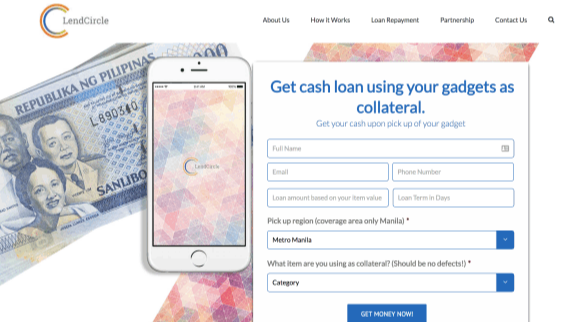 LendCircle
About Us
How It Works
Loan Repayment
Partnership
Contact Us
REPUBLIKA NG PILIPINAS
L890340
SANLIBO
LendCircle
Get cash loan using your gadgets as
collateral.
Get your cash upon pick up of your gadget
Full Name
Email
Phone Number
Loan amount based on your item value
Loan Term in Days
Pick up region (coverage area only Manila) *
Metro Manila
What item are you using as collateral? (Should be no defects!) *
Category
GET MONEY NOW!